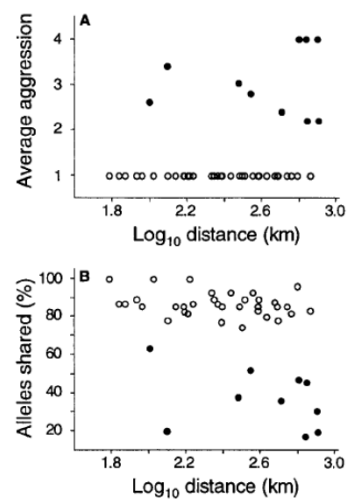 A
Average aggression
4
3
2
1
1.8 2.2 2.6 3.0
Log10 distance (km)
B
Alleles shared (%)
100
80
60
40
20
1.8 2.2 2.6 3.0
Log10 distance (km)